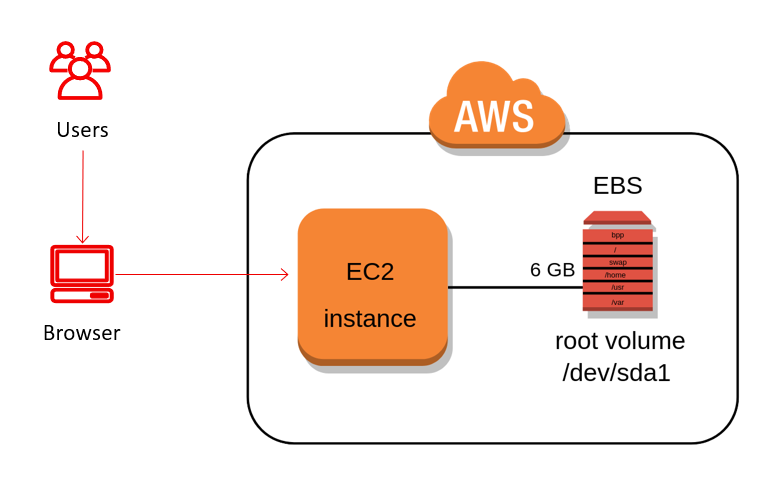 Users
Browser
AWS
EC2
instance
6 GB
EBS
bpp
/
swap
/home
/usr
/var
root volume
/dev/sda1